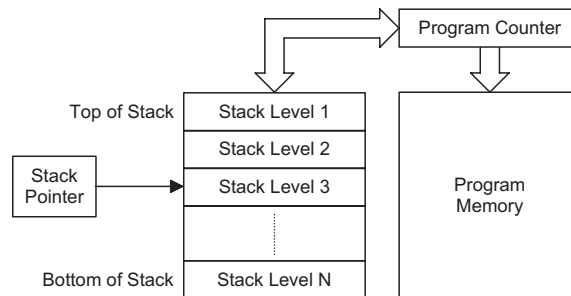 Program Counter
Top of Stack
Stack Level 1
Stack Level 2
Stack
Pointer
Stack Level 3
Program
Memory
Bottom of Stack
Stack Level N